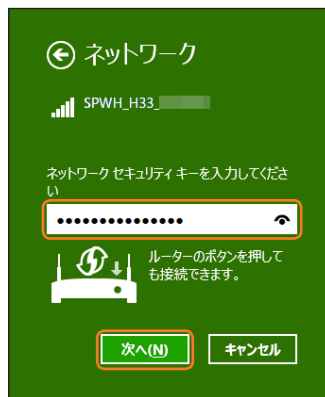 ネットワーク
SPWH_H33_
ネットワーク セキュリティ キーを入力してくださ
い
•••••••••••••••
ルーターのボタンを押して
も接続できます。
次へ(N)
キャンセル